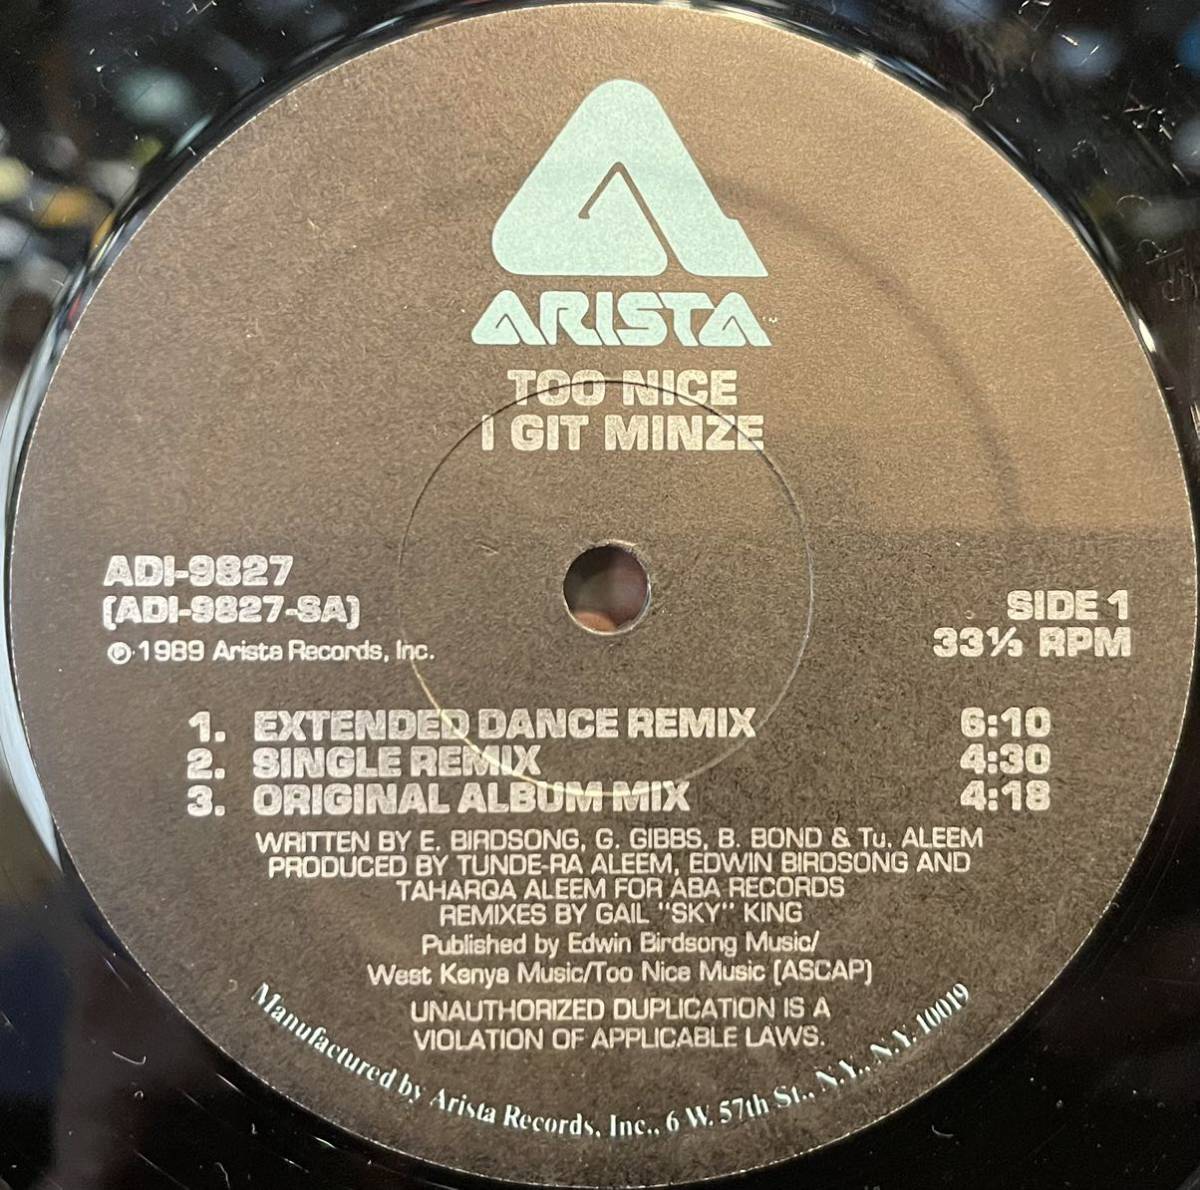 ARISTA
TOO NICE
I GIT MINZE
ADI-9827
(ADI-9827-SA)
℗ 1989 Arista Records, Inc.
SIDE 1
33⅓ RPM
1. EXTENDED DANCE REMIX 6:10
2. SINGLE REMIX 4:30
3. ORIGINAL ALBUM MIX 4:18
WRITTEN BY E. BIRDSONG, G. GIBBS, B. BOND & Tu. ALEEM
PRODUCED BY TUNDE-RA ALEEM, EDWIN BIRDSONG AND
TAHARQA ALEEM FOR ABA RECORDS
REMIXES BY GAIL "SKY" KING
Published by Edwin Birdsong Music/
West Kenya Music/Too Nice Music (ASCAP)
UNAUTHORIZED DUPLICATION IS A
VIOLATION OF APPLICABLE LAWS.
Manufactured by Arista Records, Inc., 6 W. 57th St., N.Y., N.Y. 10019